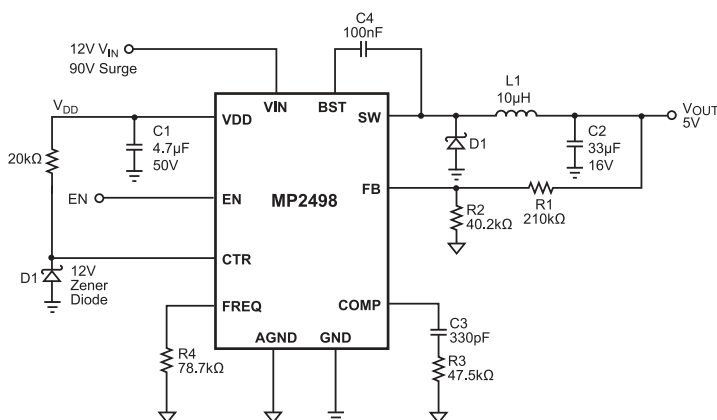 C4
100nF
12V VIN
90V Surge
L1
10µH
VIN
BST
VDD
VDD
SW
VOUT
5V
C1
4.7µF
50V
D1
C2
33µF
16V
20kΩ
EN
EN
MP2498
FB
R2
40.2kΩ
R1
210kΩ
CTR
D1
12V
Zener
Diode
FREQ
COMP
C3
330pF
AGND
GND
R4
78.7kΩ
R3
47.5kΩ